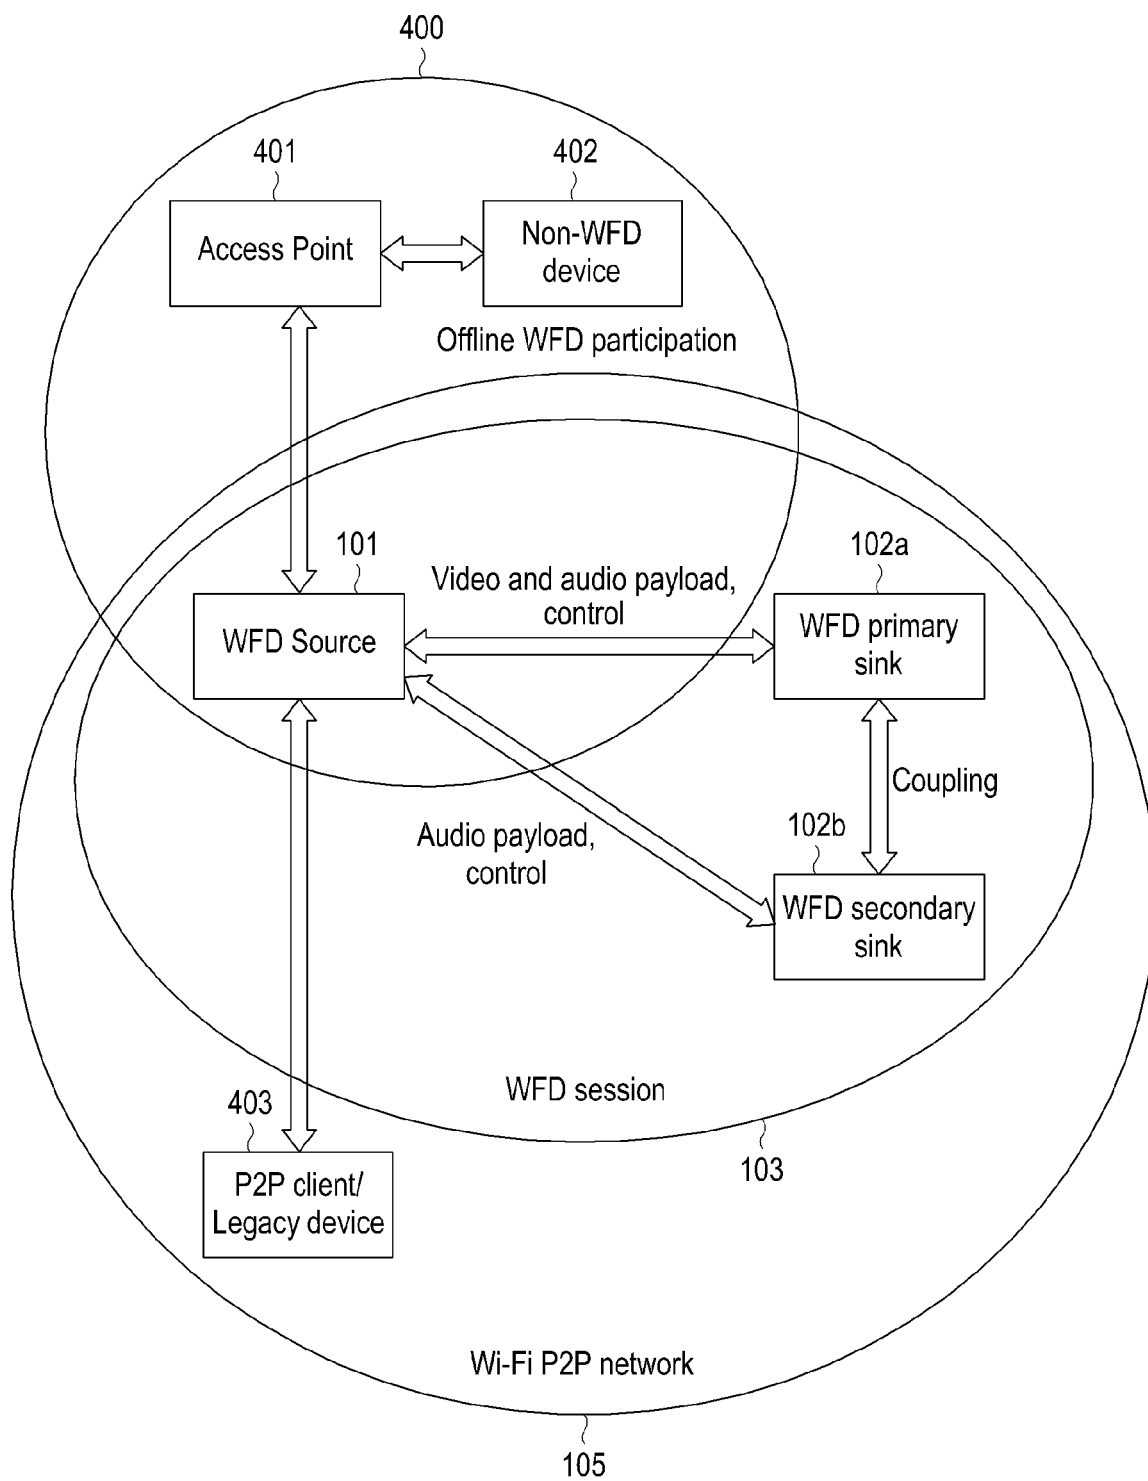 400
401
402
Access Point
Non-WFD
device
Offline WFD participation
101
102a
Video and audio payload,
control
WFD Source
WFD primary
sink
Coupling
102b
Audio payload,
control
WFD secondary
sink
WFD session
403
103
P2P client/
Legacy device
Wi-Fi P2P network
105